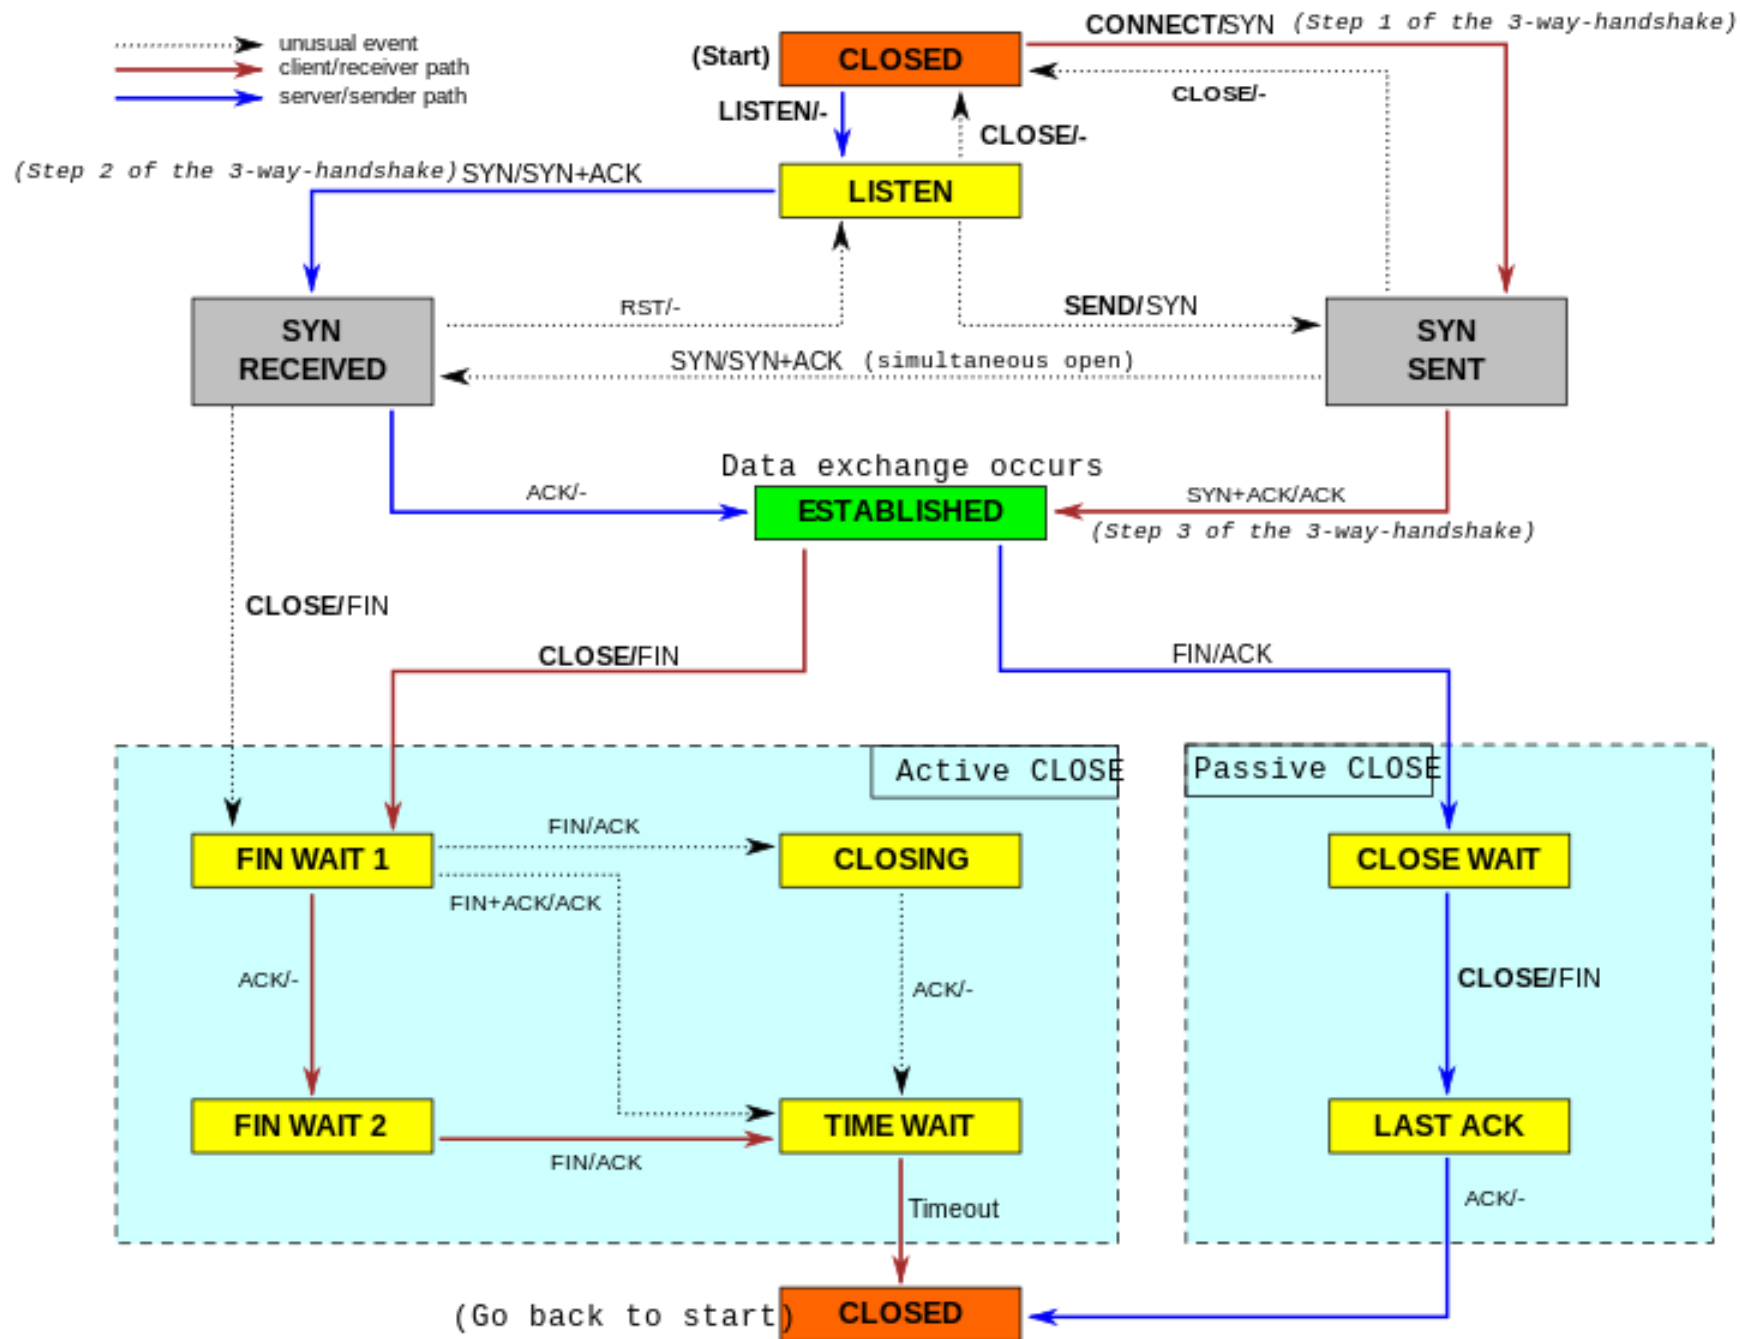 CONNECT/SYN (Step 1 of the 3-way-handshake)
unusual event
client/receiver path
server/sender path
(Start)
CLOSED
CLOSE/-
LISTEN/-
CLOSE/-
(Step 2 of the 3-way-handshake) SYN/SYN+ACK
LISTEN
RST/-
SEND/SYN
SYN
RECEIVED
SYN
SENT
SYN/SYN+ACK (simultaneous open)
Data exchange occurs
ACK/-
ESTABLISHED
SYN+ACK/ACK
(Step 3 of the 3-way-handshake)
CLOSE/FIN
CLOSE/FIN
FIN/ACK
Active CLOSE
Passive CLOSE
FIN WAIT 1
FIN/ACK
CLOSING
CLOSE WAIT
FIN+ACK/ACK
ACK/-
ACK/-
CLOSE/FIN
FIN WAIT 2
TIME WAIT
LAST ACK
FIN/ACK
Timeout
ACK/-
(Go back to start)
CLOSED